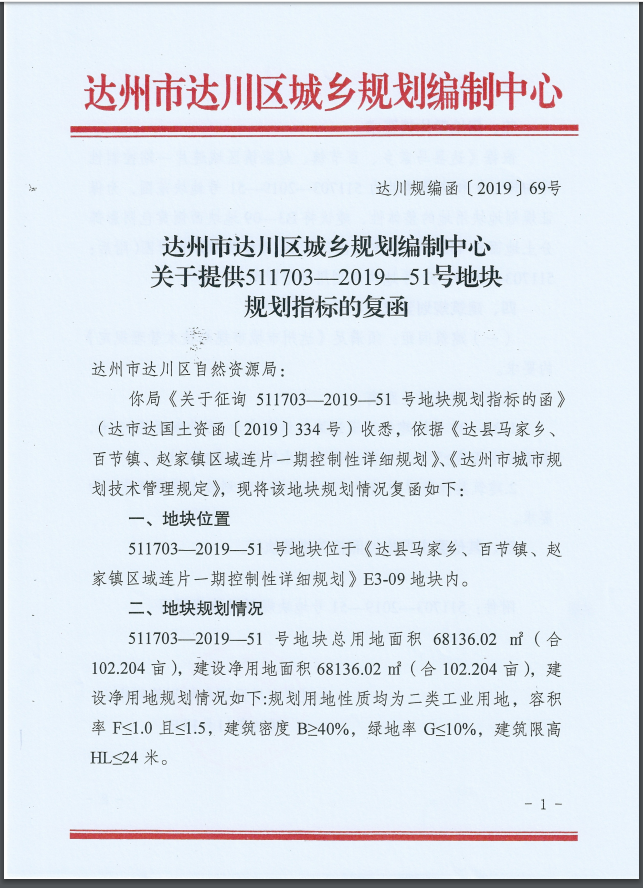 达州市达川区城乡规划编制中心
达川规编函〔2019〕69号
达州市达川区城乡规划编制中心
关于提供511703—2019—51号地块
规划指标的复函
达州市达川区自然资源局：
你局《关于征询 511703—2019—51 号地块规划指标的函》
（达市达国土资函〔2019〕334 号）收悉，依据《达县马家乡、
百节镇、赵家镇区域连片一期控制性详细规划》、《达州市城市规
划技术管理规定》，现将该地块规划情况复函如下：
一、地块位置
511703—2019—51 号地块位于《达县马家乡、百节镇、赵
家镇区域连片一期控制性详细规划》E3-09 地块内。
二、地块规划情况
511703—2019—51 号地块总用地面积 68136.02 ㎡（合
102.204 亩），建设净用地面积 68136.02 ㎡（合 102.204 亩），建
设净用地规划情况如下:规划用地性质均为二类工业用地，容积
率 F≤1.0 且≤1.5，建筑密度 B≥40%，绿地率 G≤10%，建筑限高
HL≤24 米。
- 1 -